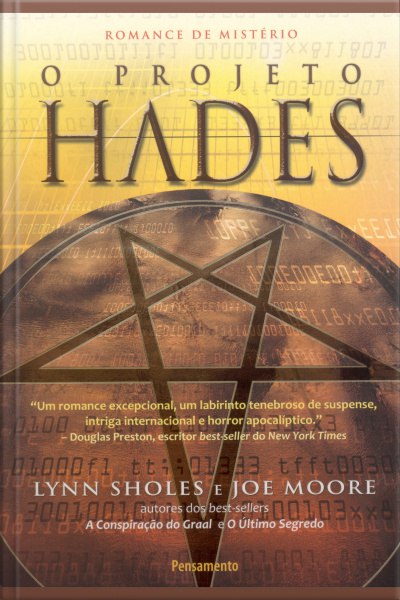 ROMANCE DE MISTÉRIO
O PROJETO
HADES
“Um romance excepcional, um labirinto tenebroso de suspense,
intriga internacional e horror apocalíptico.”
– Douglas Preston, escritor best-seller do New York Times
LYNN SHOLES E JOE MOORE
autores dos best-sellers
A Conspiração do Graal e O Último Segredo
Pensamento